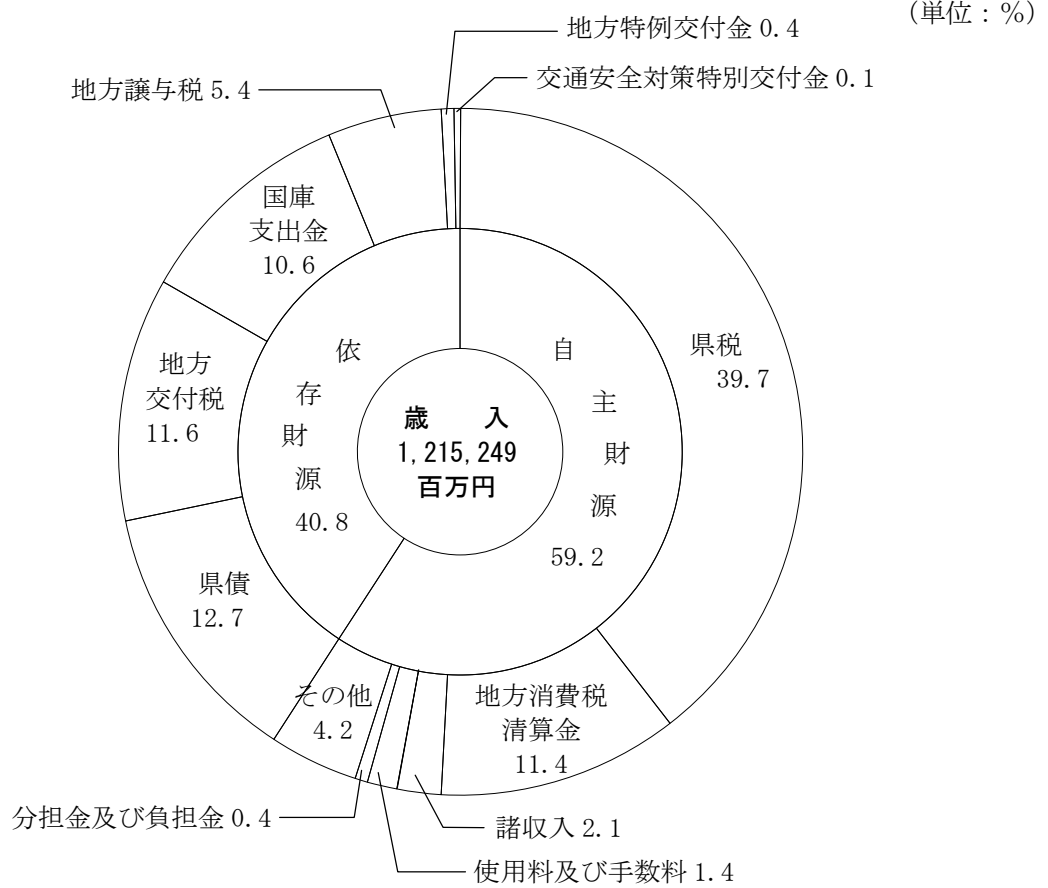 （単位：%）
地方特例交付金 0.4
交通安全対策特別交付金 0.1
地方譲与税 5.4
国庫
支出金
10.6
地方
交付税
11.6
県債
12.7
依存財源
40.8
歳　入
1,215,249
百万円
自主財源
59.2
県税
39.7
地方消費税
清算金
11.4
その他
4.2
諸収入 2.1
使用料及び手数料 1.4
分担金及び負担金 0.4